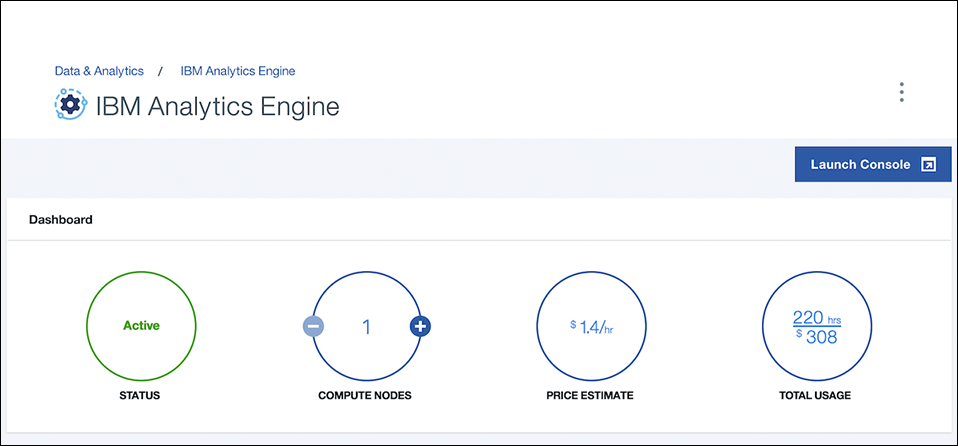 Data & Analytics / IBM Analytics Engine
IBM Analytics Engine
Launch Console
Dashboard
Active
1
$ 1.4/hr
220 hrs
$ 308
STATUS
COMPUTE NODES
PRICE ESTIMATE
TOTAL USAGE